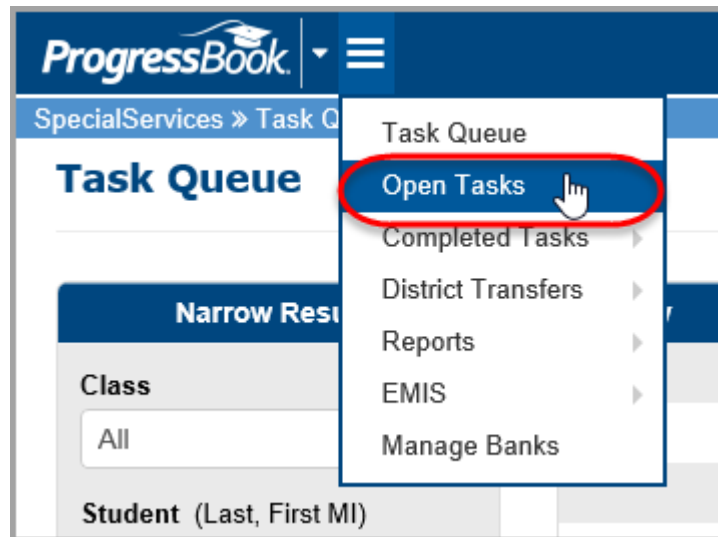 ProgressBook.
SpecialServices » Task Q
Task Queue
Task Queue
Open Tasks
Completed Tasks
District Transfers
Reports
EMIS
Manage Banks
Narrow Resu
Class
All
Student (Last, First MI)